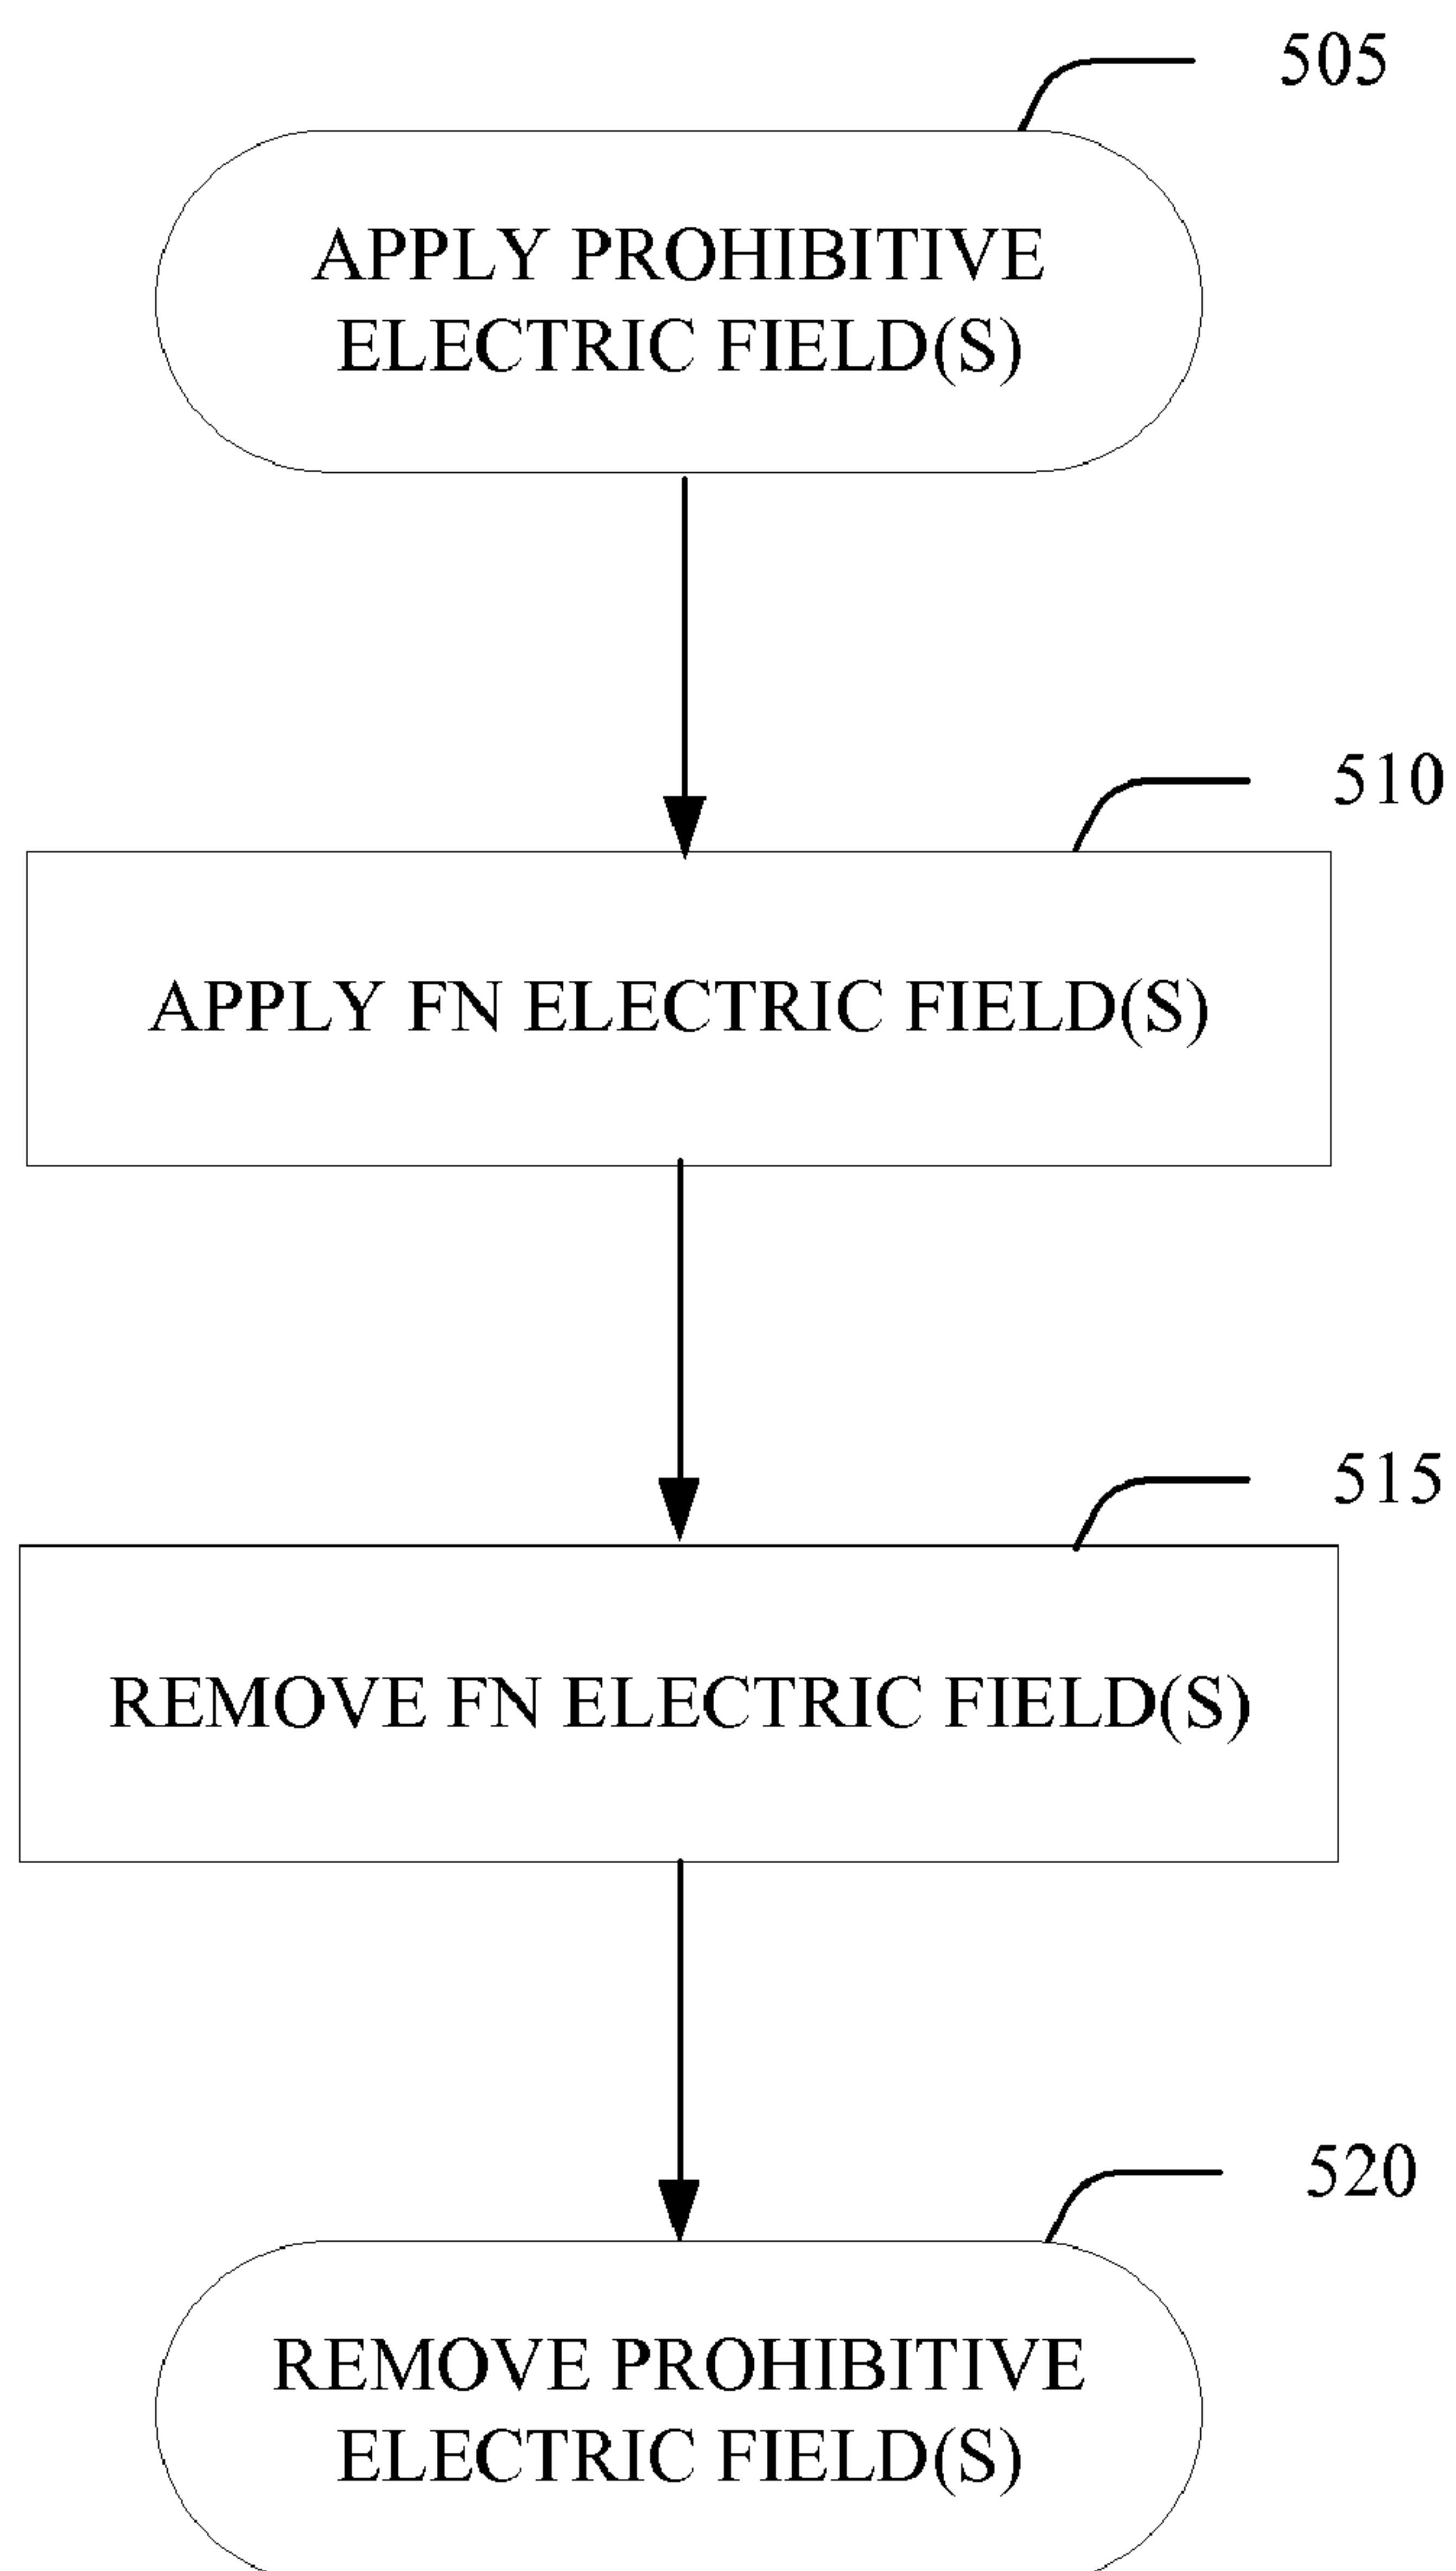 505
APPLY PROHIBITIVE
ELECTRIC FIELD(S)
510
APPLY FN ELECTRIC FIELD(S)
515
REMOVE FN ELECTRIC FIELD(S)
520
REMOVE PROHIBITIVE
ELECTRIC FIELD(S)